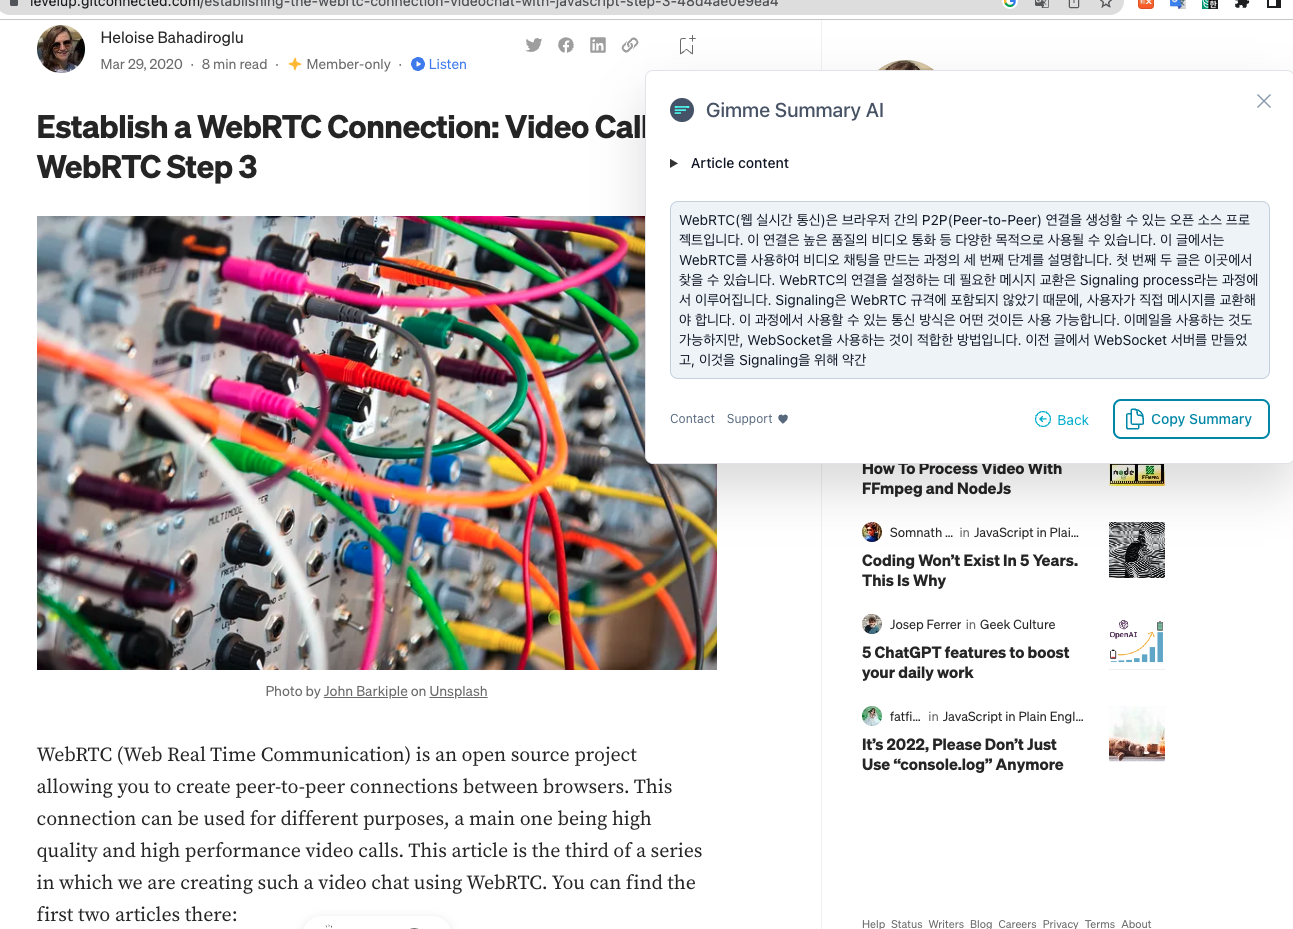 levelup.gitconnected.com/establishing-the-webrtc-connection-videochat-with-javascript-step-3-48d4ae0e9ea4
Heloise Bahadiroglu
Mar 29, 2020 · 8 min read · Member-only · Listen
Establish a WebRTC Connection: Video Call
WebRTC Step 3
MULTIMODE
Photo by John Barkiple on Unsplash
WebRTC (Web Real Time Communication) is an open source project
allowing you to create peer-to-peer connections between browsers. This
connection can be used for different purposes, a main one being high
quality and high performance video calls. This article is the third of a series
in which we are creating such a video chat using WebRTC. You can find the
first two articles there:
Gimme Summary AI
Article content
WebRTC(웹 실시간 통신)은 브라우저 간의 P2P(Peer-to-Peer) 연결을 생성할 수 있는 오픈 소스 프로
젝트입니다. 이 연결은 높은 품질의 비디오 통화 등 다양한 목적으로 사용될 수 있습니다. 이 글에서는
WebRTC를 사용하여 비디오 채팅을 만드는 과정의 세 번째 단계를 설명합니다. 첫 번째 두 글은 이곳에서
찾을 수 있습니다. WebRTC의 연결을 설정하는 데 필요한 메시지 교환은 Signaling process라는 과정에
서 이루어집니다. Signaling은 WebRTC 규격에 포함되지 않았기 때문에, 사용자가 직접 메시지를 교환해
야 합니다. 이 과정에서 사용할 수 있는 통신 방식은 어떤 것이든 사용 가능합니다. 이메일을 사용하는 것도
가능하지만, WebSocket을 사용하는 것이 적합한 방법입니다. 이전 글에서 WebSocket 서버를 만들었
고, 이것을 Signaling을 위해 약간
Contact Support
Back
Copy Summary
How To Process Video With
FFmpeg and NodeJs
node
FFmpeg
Somnath ... in JavaScript in Plai...
Coding Won’t Exist In 5 Years.
This Is Why
Josep Ferrer in Geek Culture
5 ChatGPT features to boost
your daily work
OpenAI
fatfi... in JavaScript in Plain Engl...
It’s 2022, Please Don’t Just
Use “console.log” Anymore
Help Status Writers Blog Careers Privacy Terms About